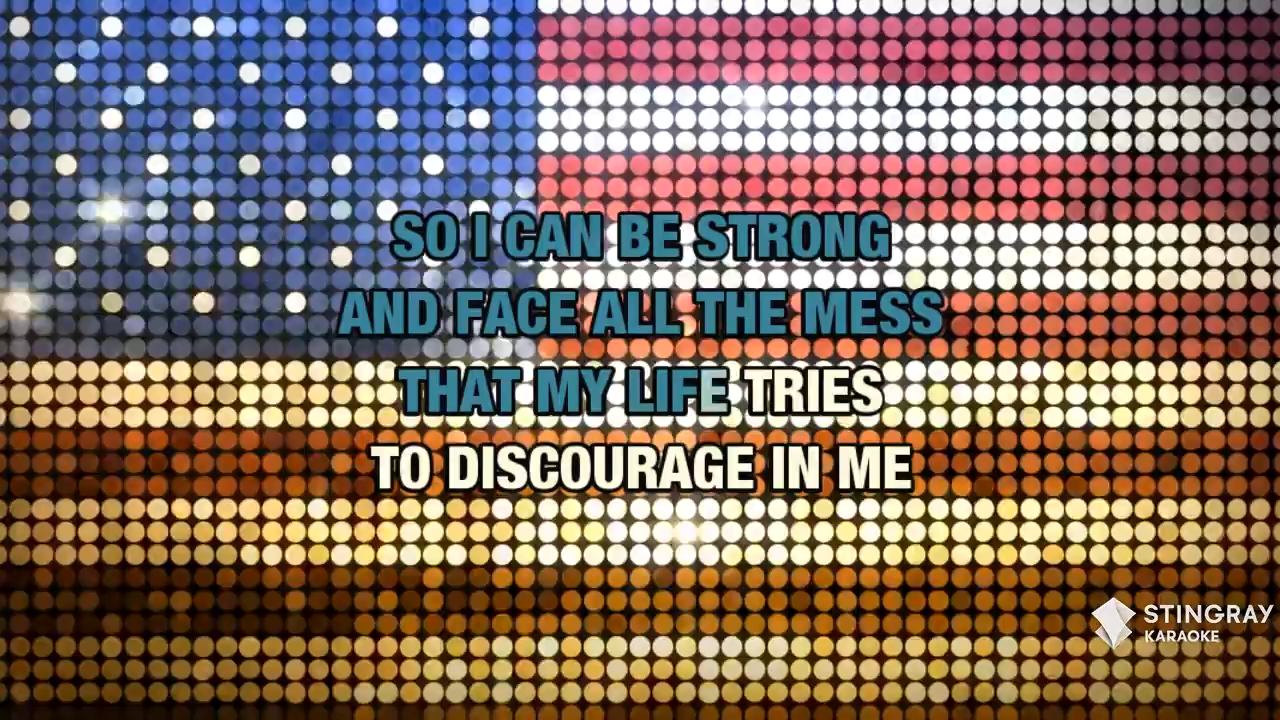 SO I CAN BE STRONG
AND FACE ALL THE MESS
THAT MY LIFE TRIES
TO DISCOURAGE IN ME
STINGRAY
KARAOKE